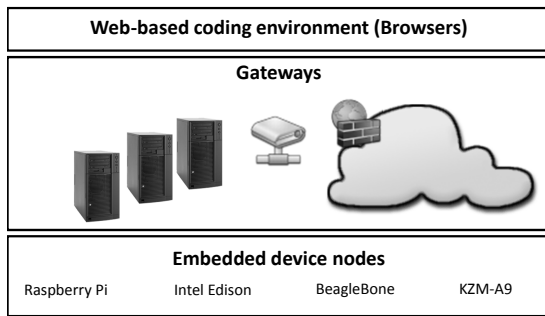 Web-based coding environment (Browsers)
Gateways
Embedded device nodes
Raspberry Pi Intel Edison BeagleBone KZM-A9